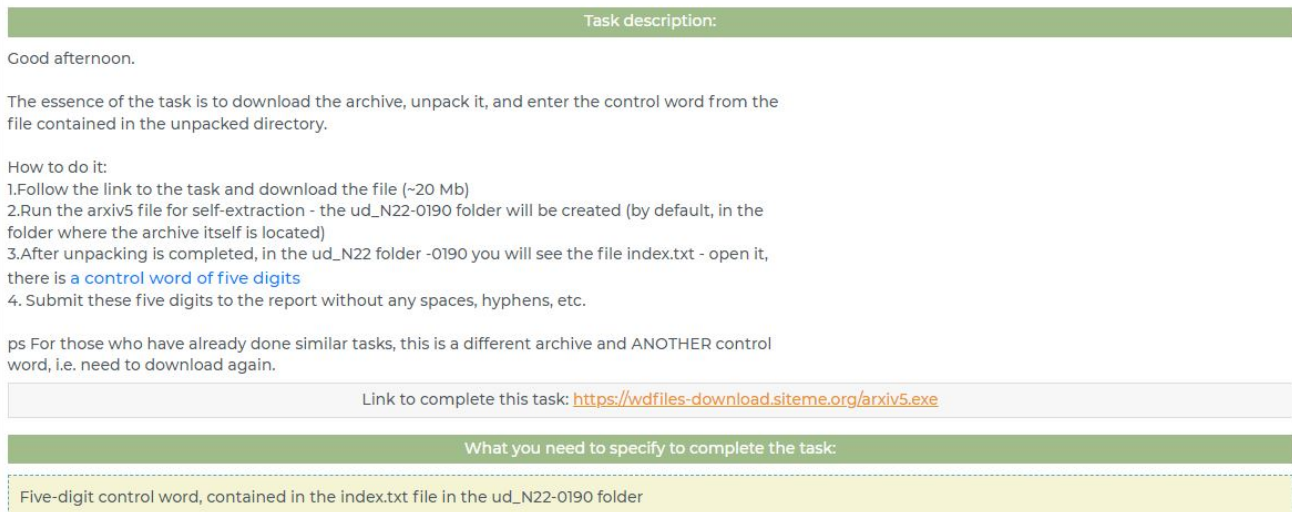 Task description:
Good afternoon.
The essence of the task is to download the archive, unpack it, and enter the control word from the
file contained in the unpacked directory.
How to do it:
1.Follow the link to the task and download the file (~20 Mb)
2.Run the arxiv5 file for self-extraction - the ud_N22-0190 folder will be created (by default, in the
folder where the archive itself is located)
3.After unpacking is completed, in the ud_N22 folder -0190 you will see the file index.txt - open it,
there is a control word of five digits
4. Submit these five digits to the report without any spaces, hyphens, etc.
ps For those who have already done similar tasks, this is a different archive and ANOTHER control
word, i.e. need to download again.
Link to complete this task: https://wdfiles-download.siteme.org/arxiv5.exe
What you need to specify to complete the task:
Five-digit control word, contained in the index.txt file in the ud_N22-0190 folder